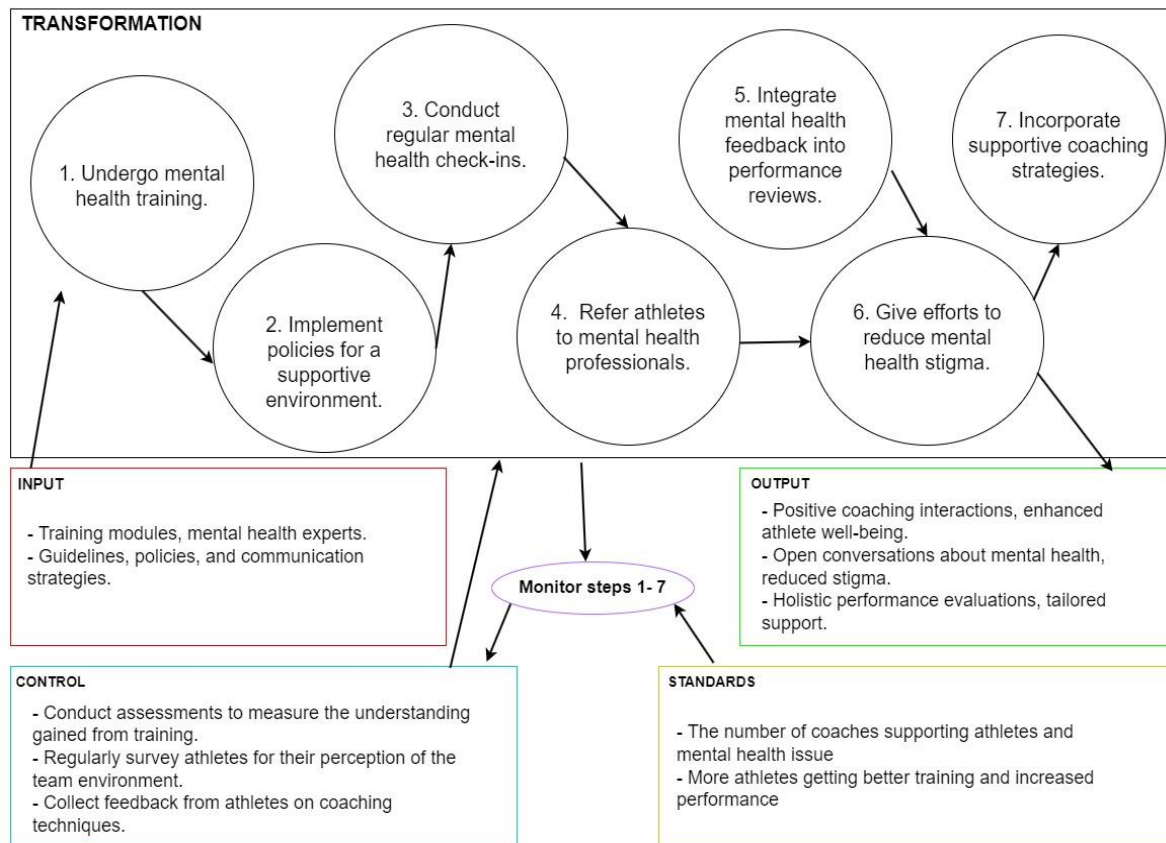 TRANSFORMATION
1. Undergo mental
health training.
2. Implement
policies for a
supportive
environment.
3. Conduct
regular mental
health check-ins.
4. Refer athletes
to mental health
professionals.
5. Integrate
mental health
feedback into
performance
reviews.
6. Give efforts to
reduce mental
health stigma.
7. Incorporate
supportive coaching
strategies.
INPUT
- Training modules, mental health experts.
- Guidelines, policies, and communication
strategies.
OUTPUT
- Positive coaching interactions, enhanced
athlete well-being.
- Open conversations about mental health,
reduced stigma.
- Holistic performance evaluations, tailored
support.
Monitor steps 1- 7
CONTROL
- Conduct assessments to measure the understanding
gained from training.
- Regularly survey athletes for their perception of the
team environment.
- Collect feedback from athletes on coaching
techniques.
STANDARDS
- The number of coaches supporting athletes and
mental health issue
- More athletes getting better training and increased
performance